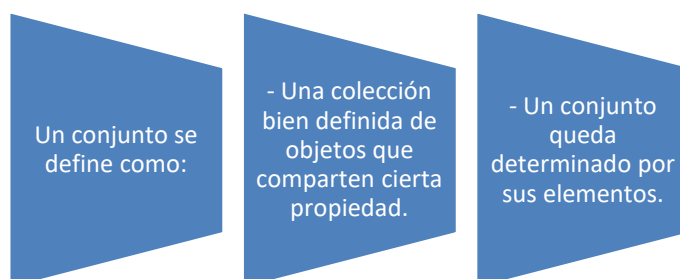 Un conjunto se
define como:
- Una colección
bien definida de
objetos que
comparten cierta
propiedad.
- Un conjunto
queda
determinado por
sus elementos.